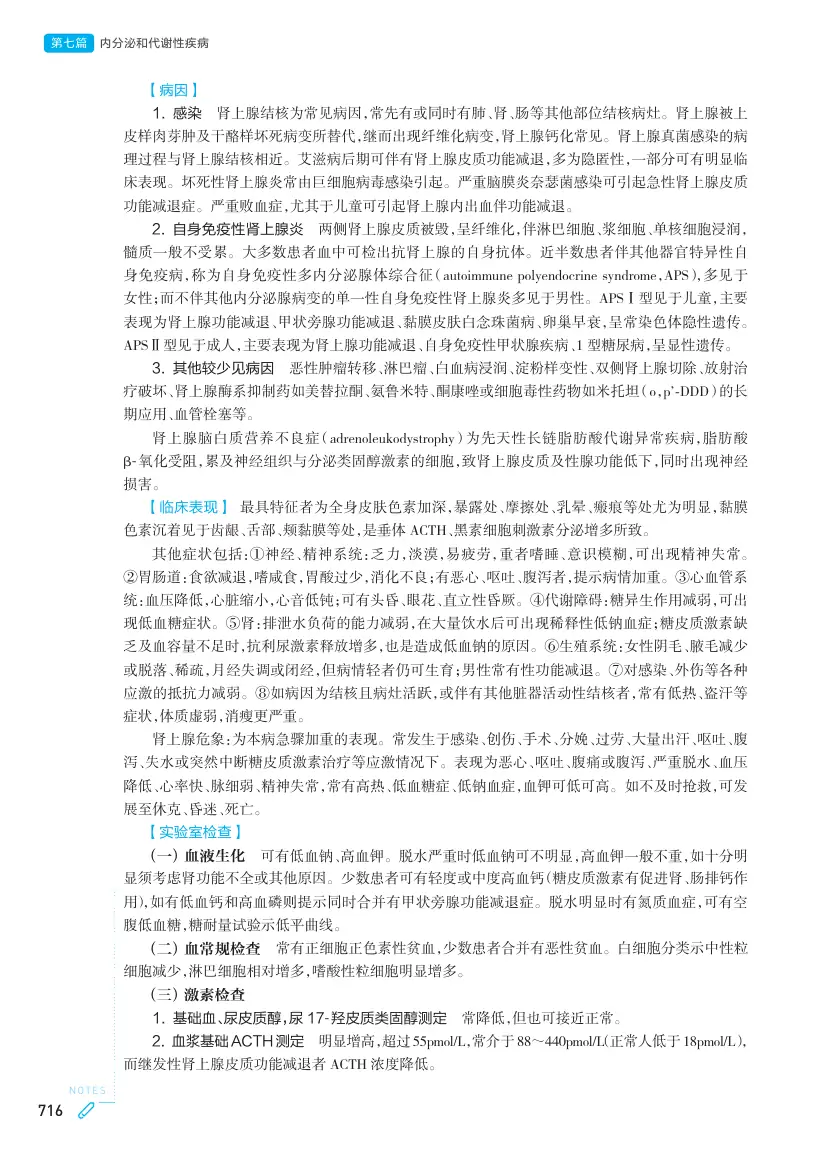 第七篇 内分泌和代谢性疾病
【病因】
1. 感染 肾上腺结核为常见病因,常先有或同时有肺、肾、肠等其他部位结核病灶。肾上腺被上
皮样肉芽肿及干酪样坏死病变所替代,继而出现纤维化病变,肾上腺钙化常见。肾上腺真菌感染的病
理过程与肾上腺结核相近。艾滋病后期可伴有肾上腺皮质功能减退,多为隐匿性,一部分可有明显临
床表现。坏死性肾上腺炎常由巨细胞病毒感染引起。严重脑膜炎奈瑟菌感染可引起急性肾上腺皮质
功能减退症。严重败血症,尤其于儿童可引起肾上腺内出血伴功能减退。
2. 自身免疫性肾上腺炎 两侧肾上腺皮质被毁,呈纤维化,伴淋巴细胞、浆细胞、单核细胞浸润,
髓质一般不受累。大多数患者血中可检出抗肾上腺的自身抗体。近半数患者伴其他器官特异性自
身免疫病,称为自身免疫性多内分泌腺体综合征(autoimmune polyendocrine syndrome,APS),多见于
女性;而不伴其他内分泌腺病变的单一性自身免疫性肾上腺炎多见于男性。APSⅠ型见于儿童,主要
表现为肾上腺功能减退、甲状旁腺功能减退、黏膜皮肤白念珠菌病、卵巢早衰,呈常染色体隐性遗传。
APSⅡ型见于成人,主要表现为肾上腺功能减退、自身免疫性甲状腺疾病、1 型糖尿病,呈显性遗传。
3. 其他较少见病因 恶性肿瘤转移、淋巴瘤、白血病浸润、淀粉样变性、双侧肾上腺切除、放射治
疗破坏、肾上腺酶系抑制药如美替拉酮、氨鲁米特、酮康唑或细胞毒性药物如米托坦(o,p’-DDD)的长
期应用、血管栓塞等。
肾上腺脑白质营养不良症(adrenoleukodystrophy)为先天性长链脂肪酸代谢异常疾病,脂肪酸
β-氧化受阻,累及神经组织与分泌类固醇激素的细胞,致肾上腺皮质及性腺功能低下,同时出现神经
损害。
【临床表现】 最具特征者为全身皮肤色素加深,暴露处、摩擦处、乳晕、瘢痕等处尤为明显,黏膜
色素沉着见于齿龈、舌部、颊黏膜等处,是垂体 ACTH、黑素细胞刺激素分泌增多所致。
其他症状包括:①神经、精神系统:乏力,淡漠,易疲劳,重者嗜睡、意识模糊,可出现精神失常。
②胃肠道:食欲减退,嗜咸食,胃酸过少,消化不良;有恶心、呕吐、腹泻者,提示病情加重。③心血管系
统:血压降低,心脏缩小,心音低钝;可有头昏、眼花、直立性昏厥。④代谢障碍:糖异生作用减弱,可出
现低血糖症状。⑤肾:排泄水负荷的能力减弱,在大量饮水后可出现稀释性低钠血症;糖皮质激素缺
乏及血容量不足时,抗利尿激素释放增多,也是造成低血钠的原因。⑥生殖系统:女性阴毛、腋毛减少
或脱落、稀疏,月经失调或闭经,但病情轻者仍可生育;男性常有性功能减退。⑦对感染、外伤等各种
应激的抵抗力减弱。⑧如病因为结核且病灶活跃,或伴有其他脏器活动性结核者,常有低热、盗汗等
症状,体质虚弱,消瘦更严重。
肾上腺危象:为本病急骤加重的表现。常发生于感染、创伤、手术、分娩、过劳、大量出汗、呕吐、腹
泻、失水或突然中断糖皮质激素治疗等应激情况下。表现为恶心、呕吐、腹痛或腹泻、严重脱水、血压
降低、心率快、脉细弱、精神失常,常有高热、低血糖症、低钠血症,血钾可低可高。如不及时抢救,可发
展至休克、昏迷、死亡。
【实验室检查】
(一)血液生化 可有低血钠、高血钾。脱水严重时低血钠可不明显,高血钾一般不重,如十分明
显须考虑肾功能不全或其他原因。少数患者可有轻度或中度高血钙(糖皮质激素有促进肾、肠排钙作
用),如有低血钙和高血磷则提示同时合并有甲状旁腺功能减退症。脱水明显时有氮质血症,可有空
腹低血糖,糖耐量试验示低平曲线。
(二)血常规检查 常有正细胞正色素性贫血,少数患者合并有恶性贫血。白细胞分类示中性粒
细胞减少,淋巴细胞相对增多,嗜酸性粒细胞明显增多。
(三)激素检查
1. 基础血、尿皮质醇,尿 17-羟皮质类固醇测定 常降低,但也可接近正常。
2. 血浆基础ACTH测定 明显增高,超过55pmol/L,常介于88～440pmol/L(正常人低于18pmol/L),
而继发性肾上腺皮质功能减退者 ACTH 浓度降低。
NOTES
716